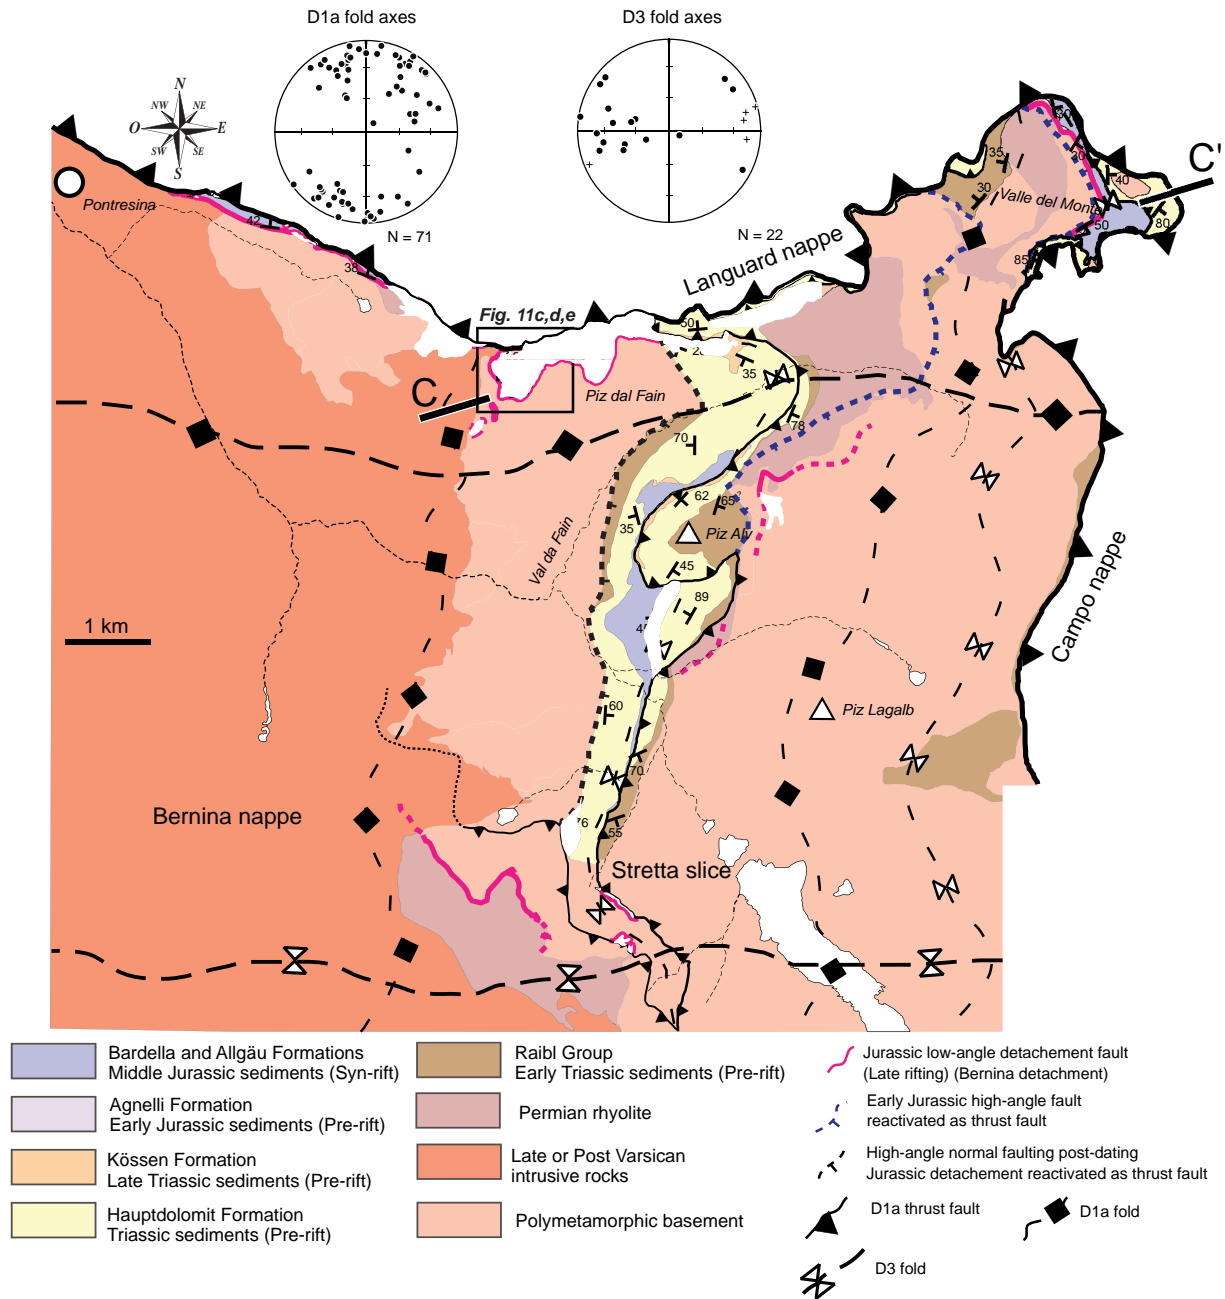 D1a fold axes
D3 fold axes
N
NW
NE
O
E
SW
SE
S
N = 71
N = 22
C'
Pontresina
42
38
35
30
30
20
40
50
80
85
Valle del Monte
Languard nappe
Fig. 11c,d,e
50
35
C
Piz dal Fain
70
78
62
65
35
Piz Alv
45
89
Val da Fain
Campo nappe
1 km
60
Piz Lagalb
70
76
55
Bernina nappe
Stretta slice
Bardella and Allgäu Formations
Middle Jurassic sediments (Syn-rift)
Agnelli Formation
Early Jurassic sediments (Pre-rift)
Kössen Formation
Late Triassic sediments (Pre-rift)
Hauptdolomit Formation
Triassic sediments (Pre-rift)
Raibl Group
Early Triassic sediments (Pre-rift)
Permian rhyolite
Late or Post Varsican
intrusive rocks
Polymetamorphic basement
Jurassic low-angle detachement fault
(Late rifting) (Bernina detachment)
Early Jurassic high-angle fault
reactivated as thrust fault
High-angle normal faulting post-dating
Jurassic detachement reactivated as thrust fault
D1a thrust fault
D1a fold
D3 fold